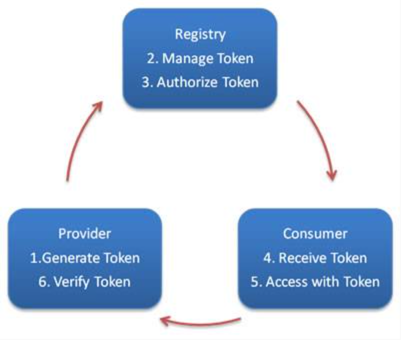 Registry
2. Manage Token
3. Authorize Token
Provider
1.Generate Token
6. Verify Token
Consumer
4. Receive Token
5. Access with Token